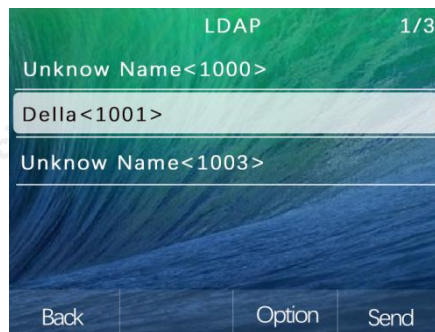 LDAP 1/3
Unknow Name<1000>
Della<1001>
Unknow Name<1003>
Back Option Send